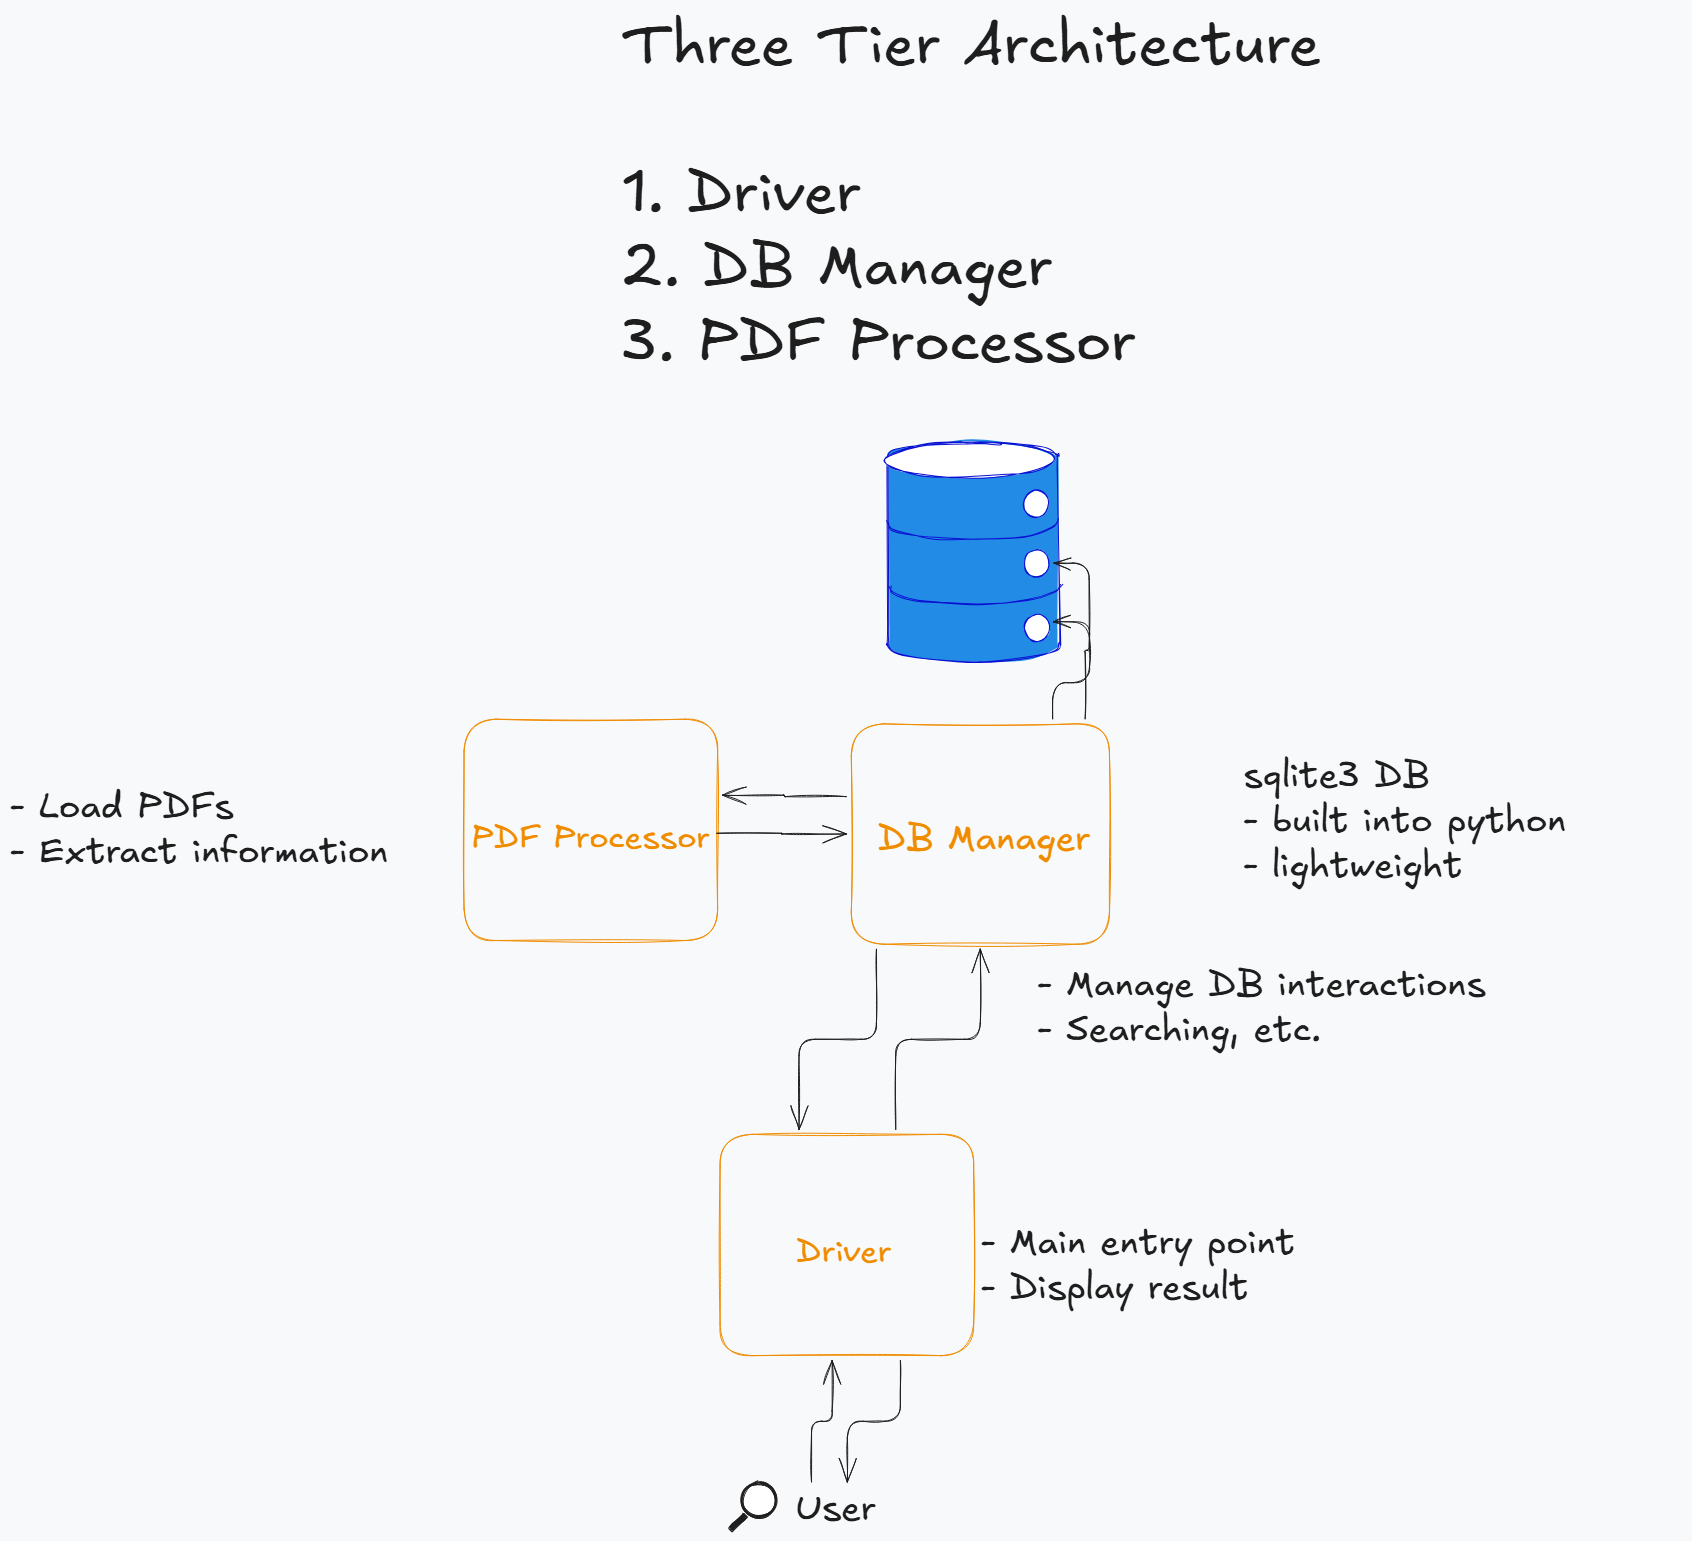 Three Tier Architecture
1. Driver
2. DB Manager
3. PDF Processor
- Load PDFs
- Extract information
PDF Processor
DB Manager
sqlite3 DB
- built into python
- lightweight
- Manage DB interactions
- Searching, etc.
Driver
- Main entry point
- Display result
User